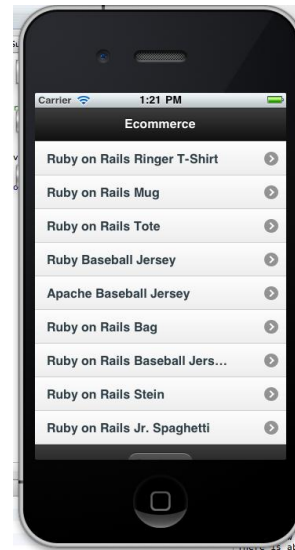 Carrier
1:21 PM
Ecommerce
Ruby on Rails Ringer T-Shirt
Ruby on Rails Mug
Ruby on Rails Tote
Ruby Baseball Jersey
Apache Baseball Jersey
Ruby on Rails Bag
Ruby on Rails Baseball Jers...
Ruby on Rails Stein
Ruby on Rails Jr. Spaghetti